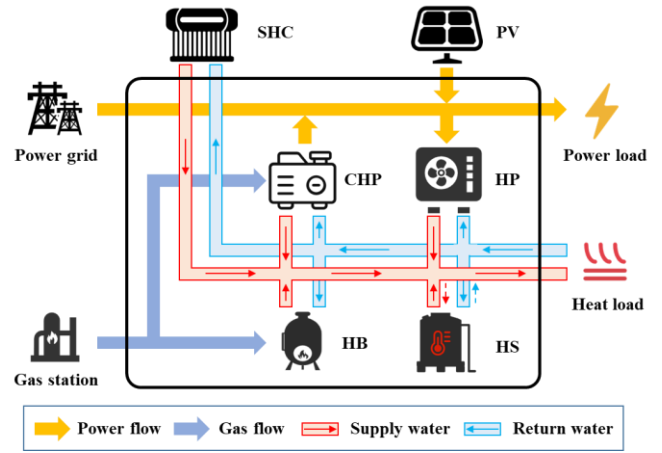 SHC
PV
Power grid
Power load
CHP
HP
Heat load
HB
HS
Gas station
Power flow
Gas flow
Supply water
Return water